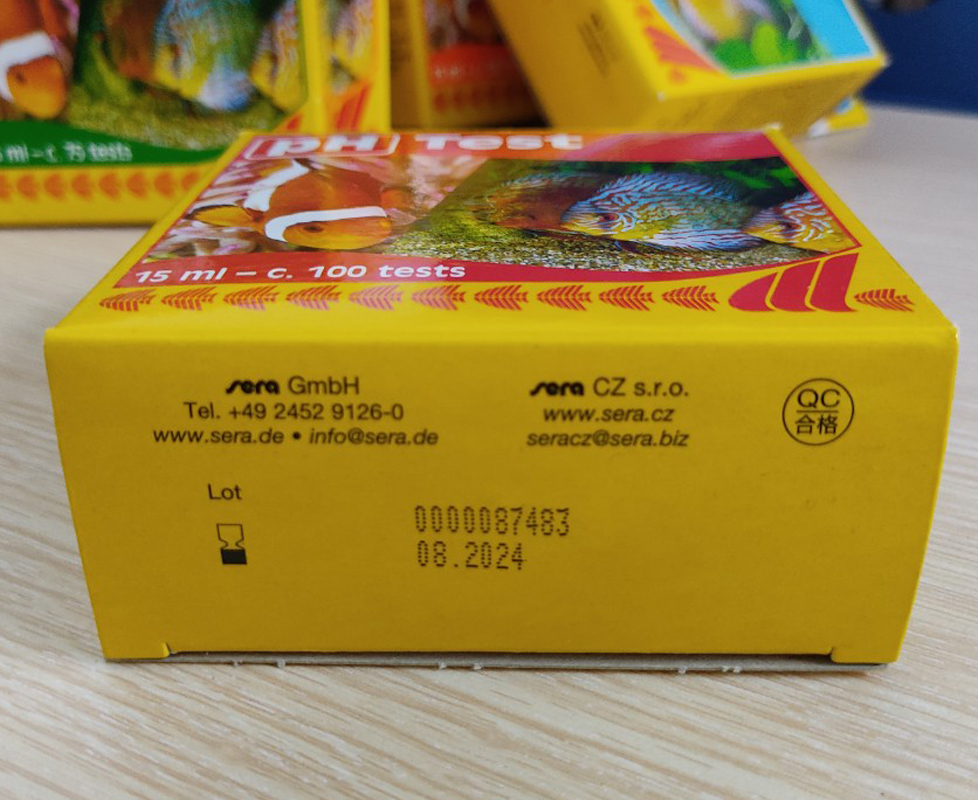 ml - c. 75 tests
pH Test
15 ml - c. 100 tests
sera GmbH
Tel. +49 2452 9126-0
www.sera.de • info@sera.de
sera CZ s.r.o.
www.sera.cz
seracz@sera.biz
QC
合格
Lot
0000087483
08.2024